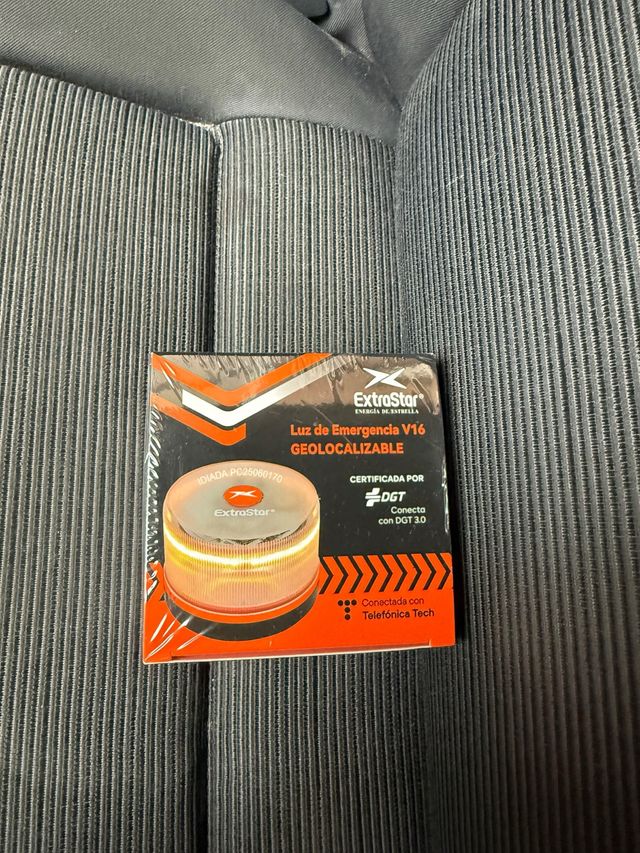 ExtraStar®
ENERGÍA DE ESTRELLA
Luz de Emergencia V16
GEOLOCALIZABLE
IDIADA PC25060170
ExtraStar®
CERTIFICADA POR
DGT
Conecta
con DGT 3.0
Conectada con
Telefónica Tech